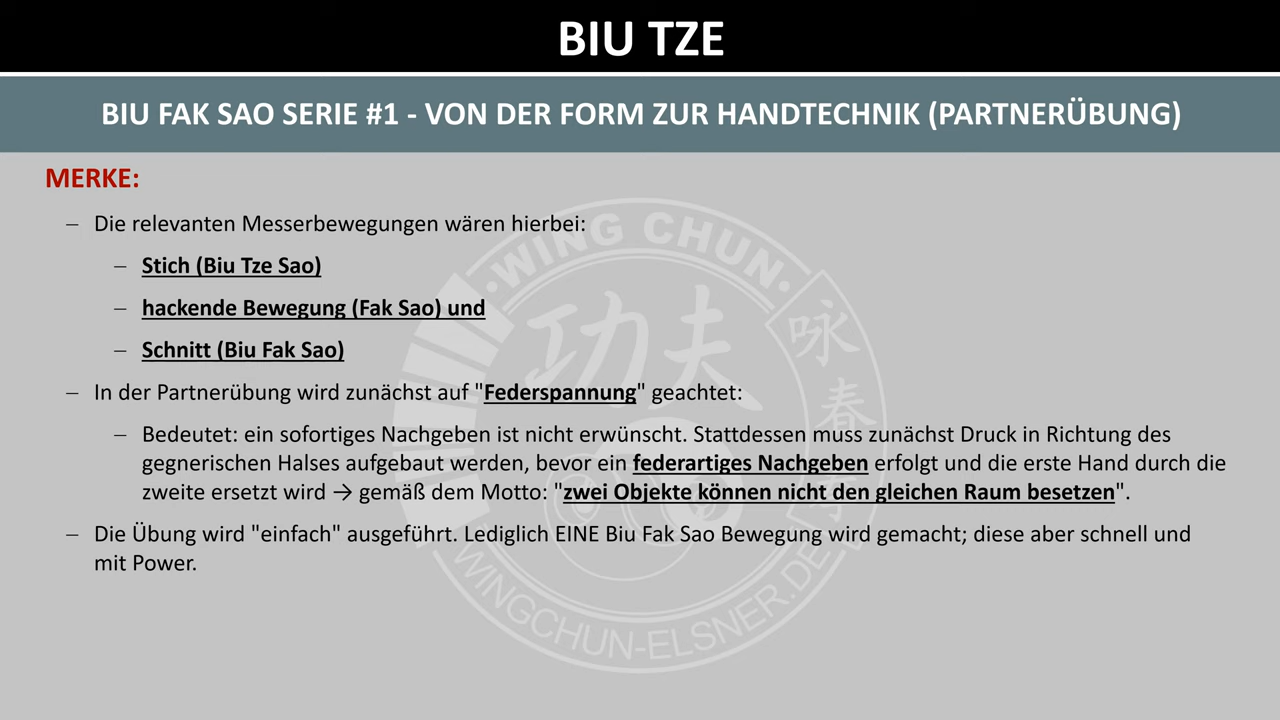 BIU TZE
BIU FAK SAO SERIE #1 - VON DER FORM ZUR HANDTECHNIK (PARTNERÜBUNG)
MERKE:
– Die relevanten Messerbewegungen wären hierbei:
– Stich (Biu Tze Sao)
– hackende Bewegung (Fak Sao) und
– Schnitt (Biu Fak Sao)
– In der Partnerübung wird zunächst auf "Federspannung" geachtet:
– Bedeutet: ein sofortiges Nachgeben ist nicht erwünscht. Stattdessen muss zunächst Druck in Richtung des
gegnerischen Halses aufgebaut werden, bevor ein federartiges Nachgeben erfolgt und die erste Hand durch die
zweite ersetzt wird → gemäß dem Motto: "zwei Objekte können nicht den gleichen Raum besetzen".
– Die Übung wird "einfach" ausgeführt. Lediglich EINE Biu Fak Sao Bewegung wird gemacht; diese aber schnell und
mit Power.
·WING CHUN·
功夫
咏春
WINGCHUN-ELSNER.DE